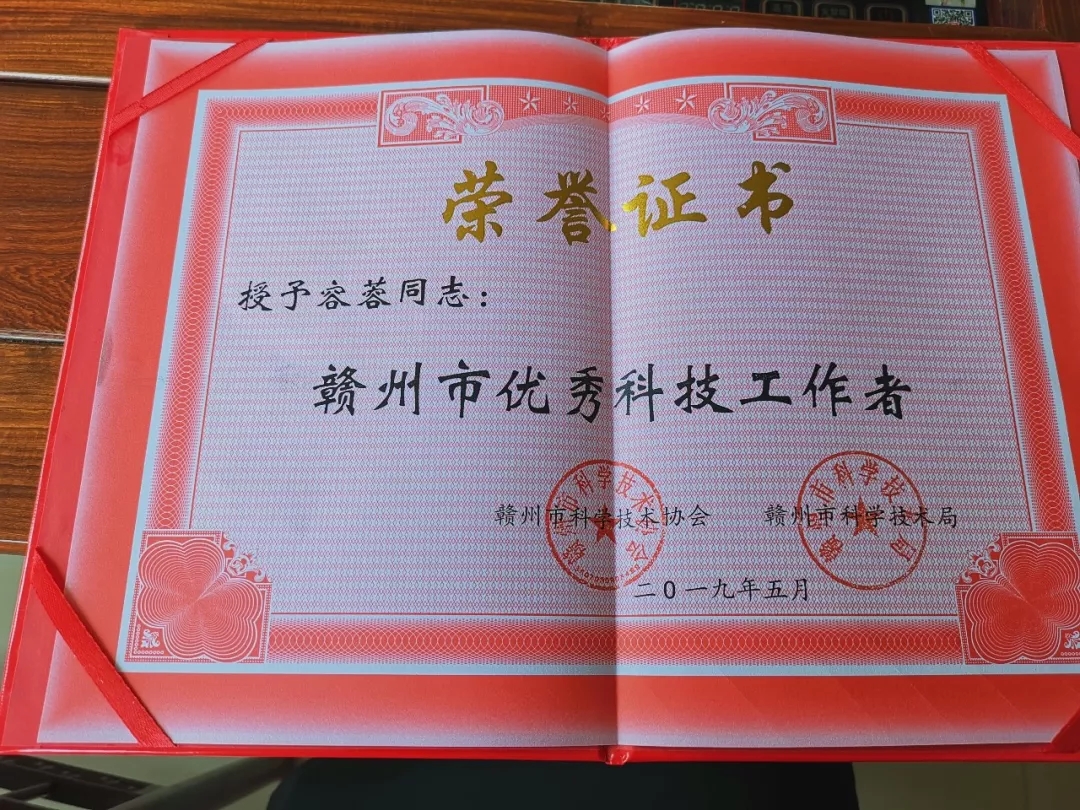 荣誉证书
授予容蓉同志：
赣州市优秀科技工作者
赣州市科学技术协会 赣州市科学技术局
二0一九年五月